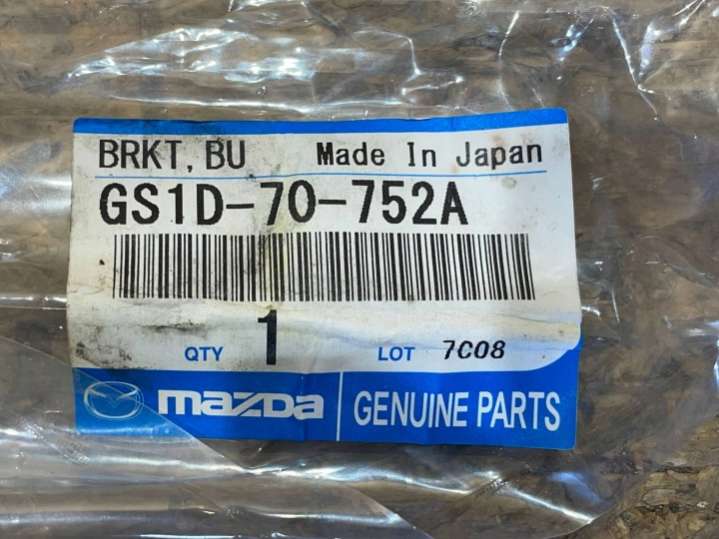 BRKT, BU Made In Japan
GS1D-70-752A
QTY 1 LOT 7C08
mazda GENUINE PARTS